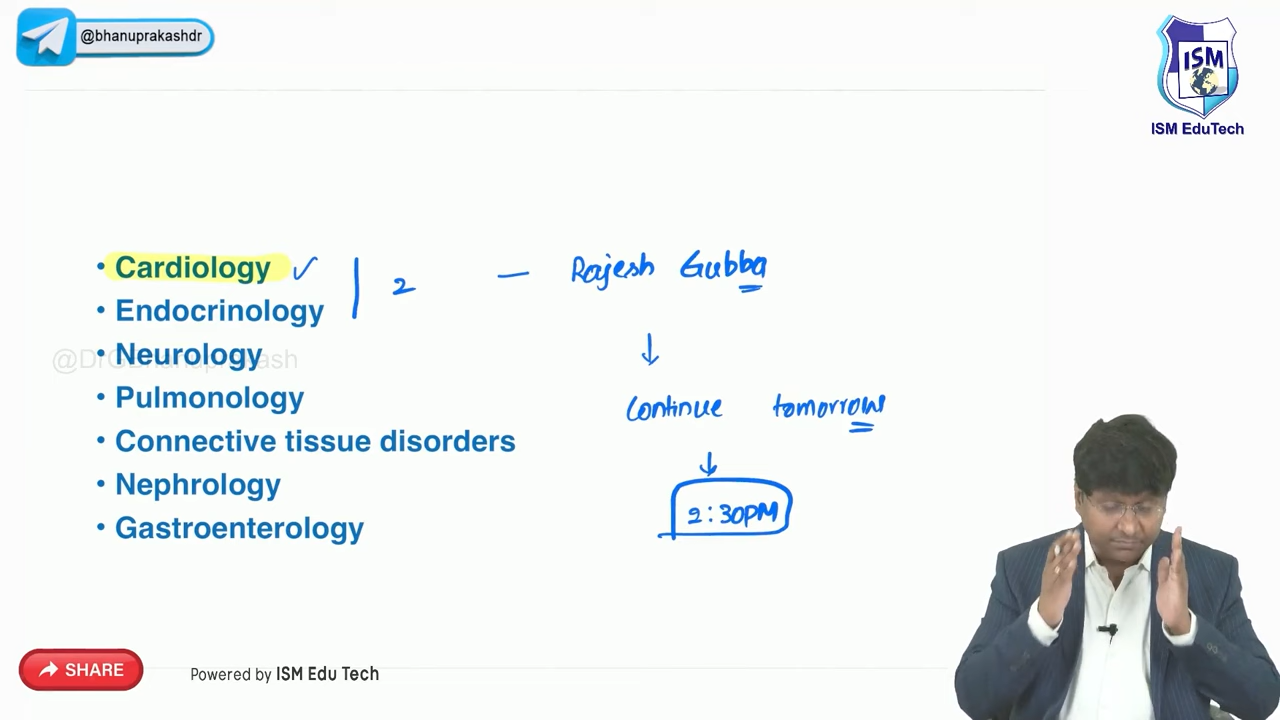 @bhanuprakashdr
ISM
ISM EduTech
• Cardiology ✓ | 2 — Rajesh Gubba
• Endocrinology
@DrGBhanuprakash
• Neurology
↓
• Pulmonology
Continue tomorrow
• Connective tissue disorders
↓
• Nephrology
2:30PM
• Gastroenterology
SHARE
Powered by ISM Edu Tech